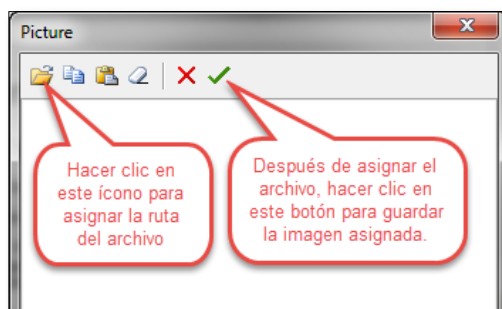 Picture
Hacer clic en
este ícono para
asignar la ruta
del archivo
Después de asignar el
archivo, hacer clic en
este botón para guardar
la imagen asignada.